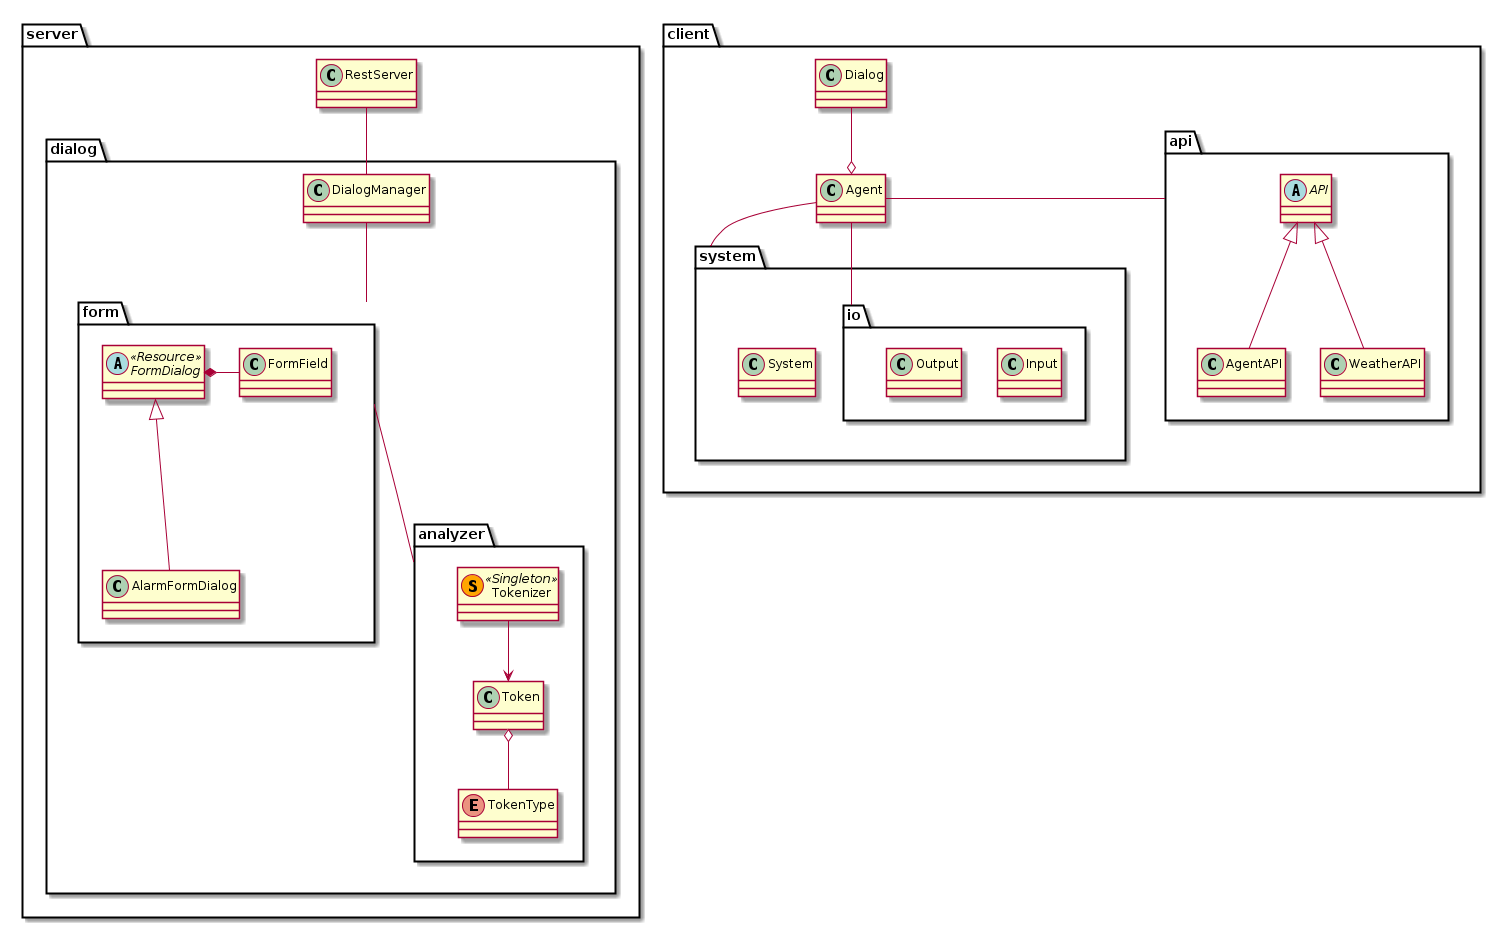 server
C RestServer
dialog
C DialogManager
form
A «Resource»
FormDialog
C FormField
C AlarmFormDialog
analyzer
S «Singleton»
Tokenizer
C Token
E TokenType
client
C Dialog
C Agent
system
C System
io
C Output
C Input
api
A API
C AgentAPI
C WeatherAPI